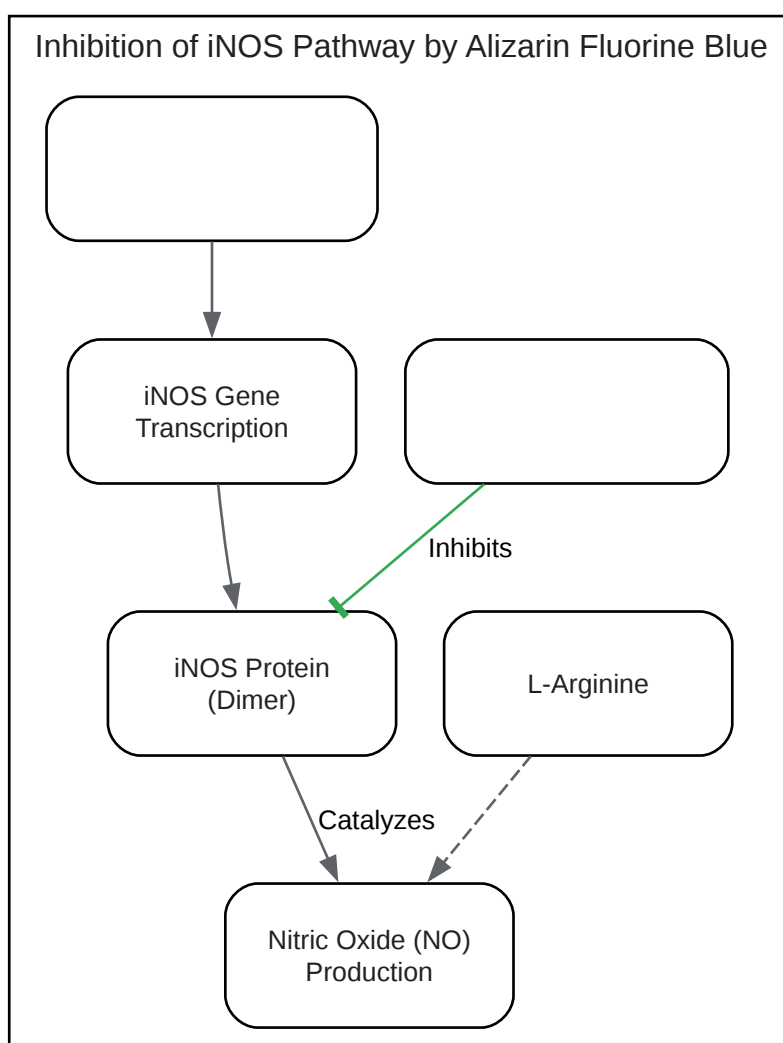 Inhibition of iNOS Pathway by Alizarin Fluorine Blue
iNOS Gene
Transcription
Inhibits
iNOS Protein
(Dimer)
L-Arginine
Catalyzes
Nitric Oxide (NO)
Production